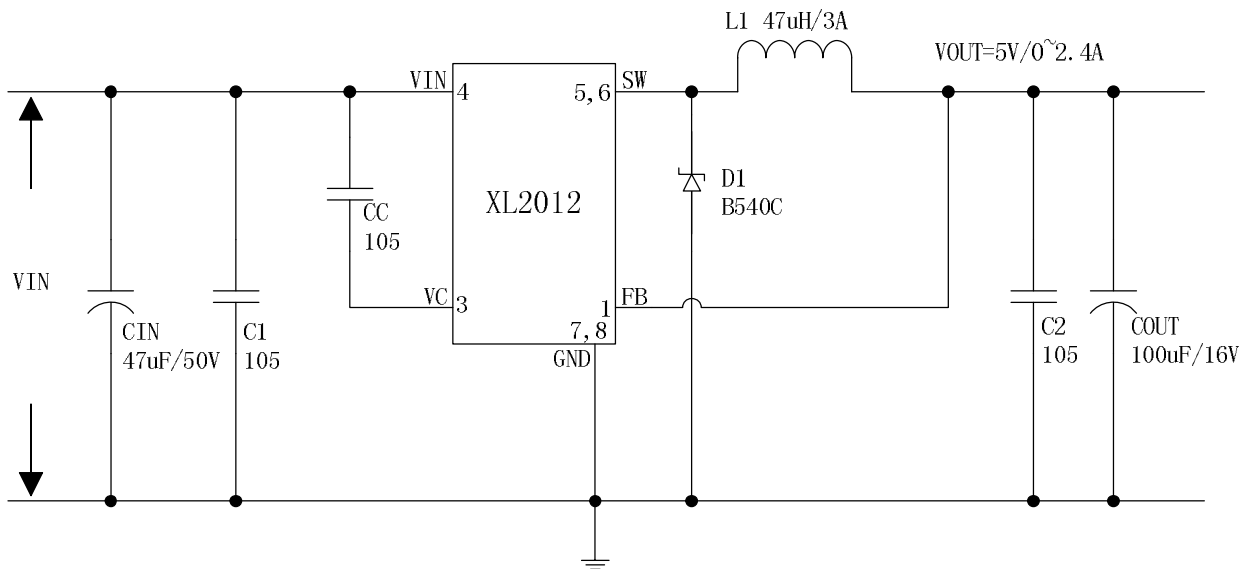 L1 47uH/3A
VOUT=5V/0~2.4A
VIN
4
5,6
SW
XL2012
D1
B540C
CC
105
VIN
VC
3
1
FB
7,8
GND
CIN
47uF/50V
C1
105
C2
105
COUT
100uF/16V